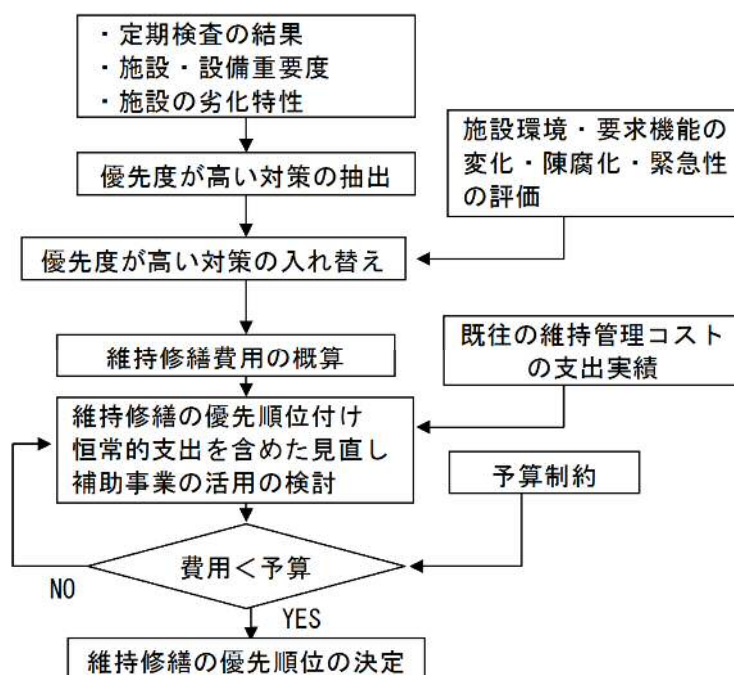 ・定期検査の結果
・施設・設備重要度
・施設の劣化特性
施設環境・要求機能の
変化・陳腐化・緊急性
の評価
優先度が高い対策の抽出
優先度が高い対策の入れ替え
既往の維持管理コスト
の支出実績
維持修繕費用の概算
維持修繕の優先順位付け
恒常的支出を含めた見直し
補助事業の活用の検討
予算制約
費用＜予算
NO
YES
維持修繕の優先順位の決定